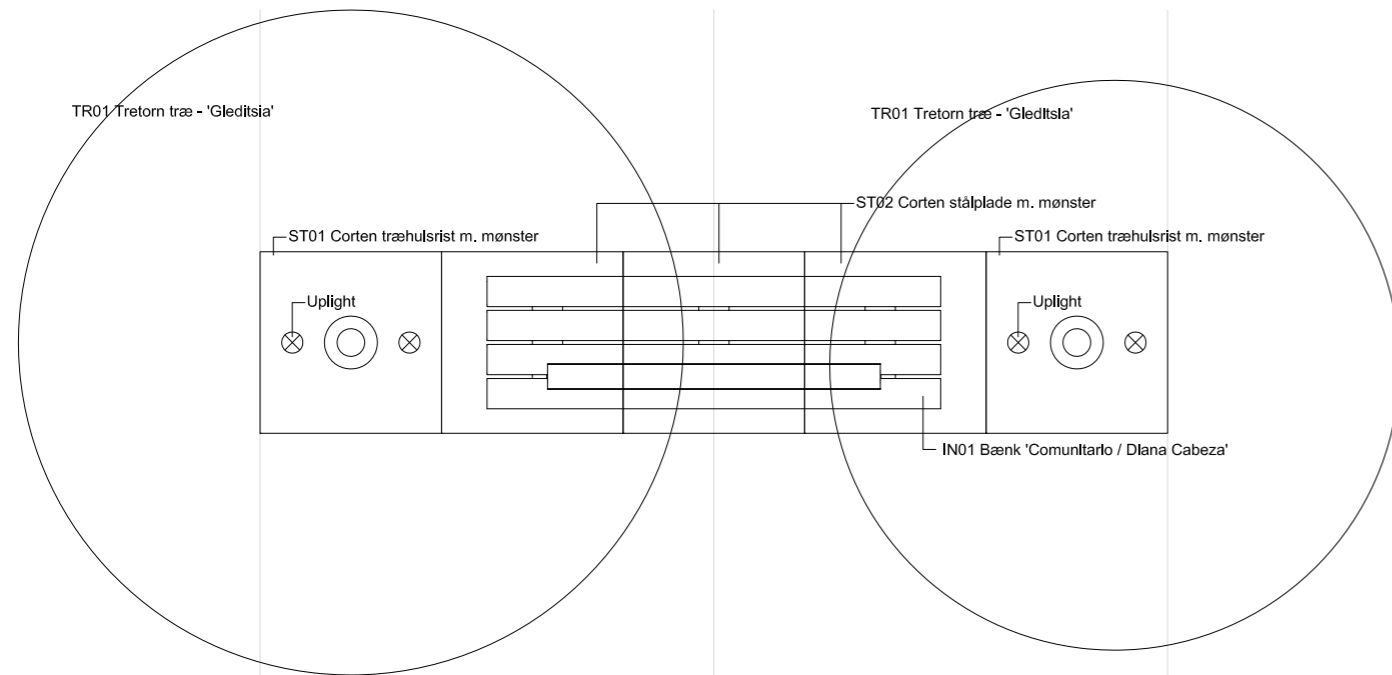 TR01 Tretorn træ - 'Gleditsia'
TR01 Tretorn træ - 'Gleditsia'
ST02 Corten stålplade m. mønster
ST01 Corten træhulsrist m. mønster
ST01 Corten træhulsrist m. mønster
Uplight
Uplight
IN01 Bænk 'Comunitario / Diana Cabeza'